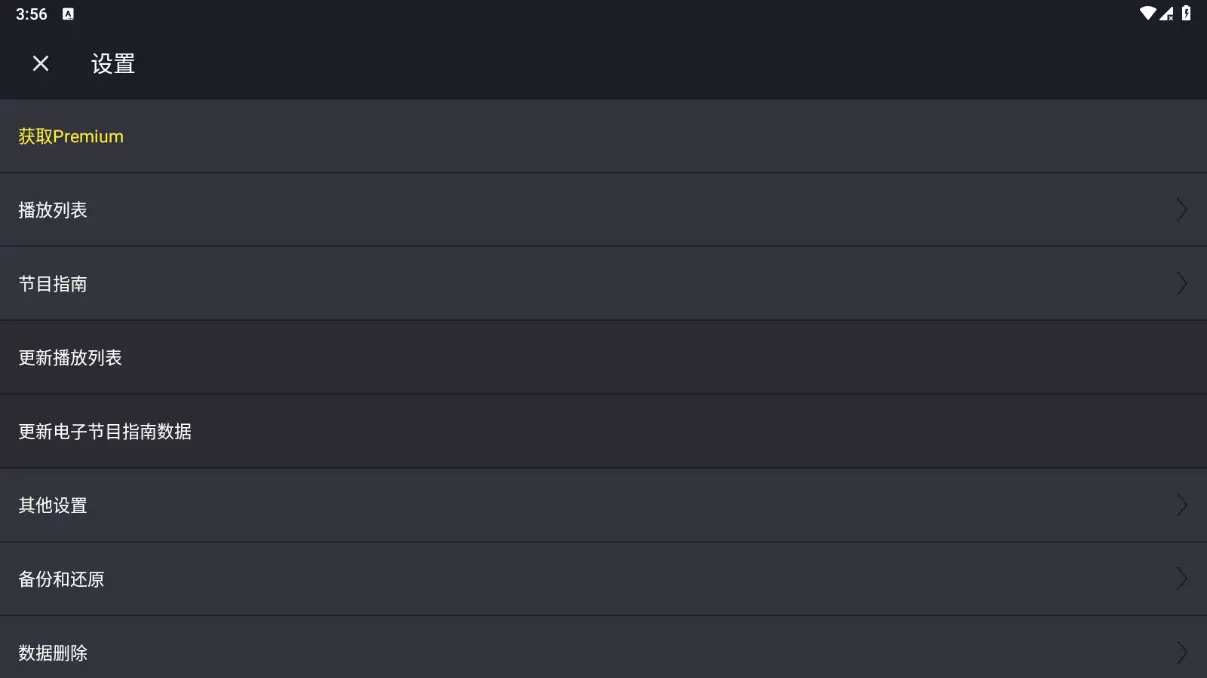 3:56
设置
获取Premium
播放列表
节目指南
更新播放列表
更新电子节目指南数据
其他设置
备份和还原
数据删除